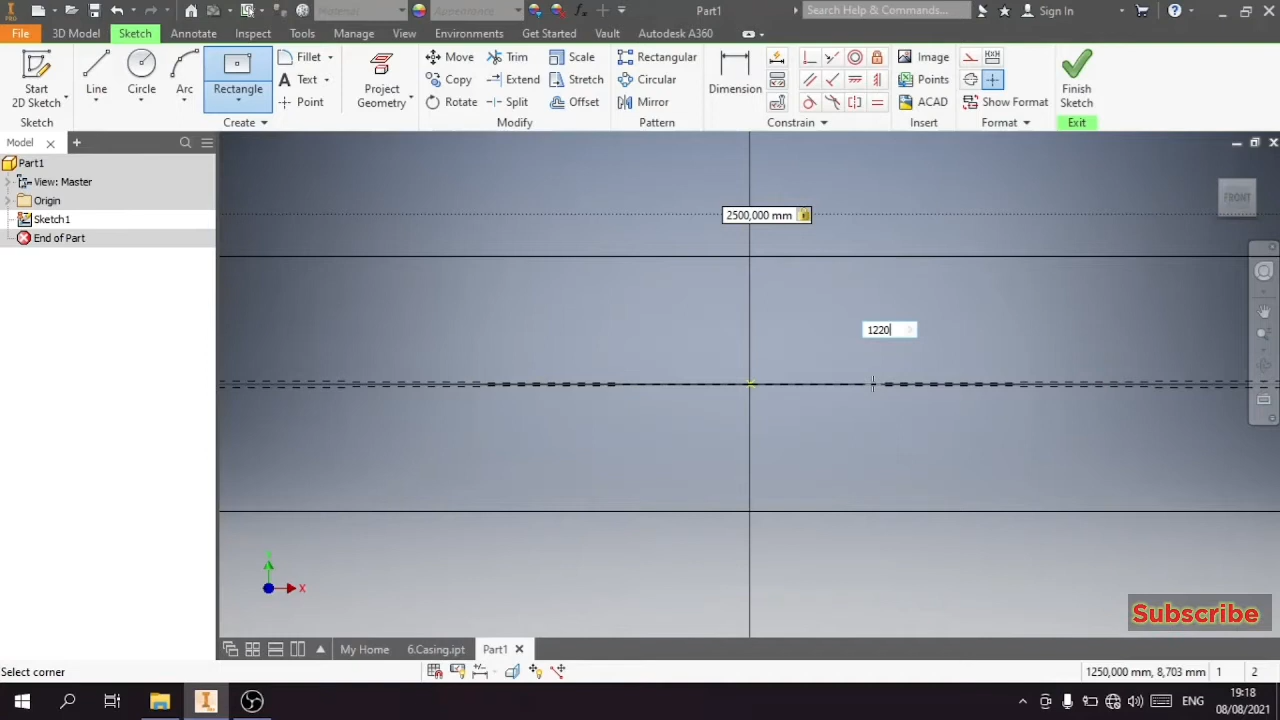 PRO
Material
Appearance
Part1
Search Help & Commands...
Sign In
File
3D Model
Sketch
Annotate
Inspect
Tools
Manage
View
Environments
Get Started
Vault
Autodesk A360
Start
2D Sketch
Sketch
Line
Circle
Arc
Rectangle
Fillet
Text
Point
Create
Project
Geometry
Move
Copy
Rotate
Trim
Extend
Split
Scale
Stretch
Offset
Modify
Rectangular
Circular
Mirror
Pattern
Dimension
Constrain
Image
Points
ACAD
Insert
Show Format
Format
Finish
Sketch
Exit
Model
Part1
View: Master
Origin
Sketch1
End of Part
2500,000 mm
1220
FRONT
X
Subscribe
My Home
6.Casing.ipt
Part1
Select corner
1250,000 mm, 8,703 mm
1
2
ENG
19:18
08/08/2021